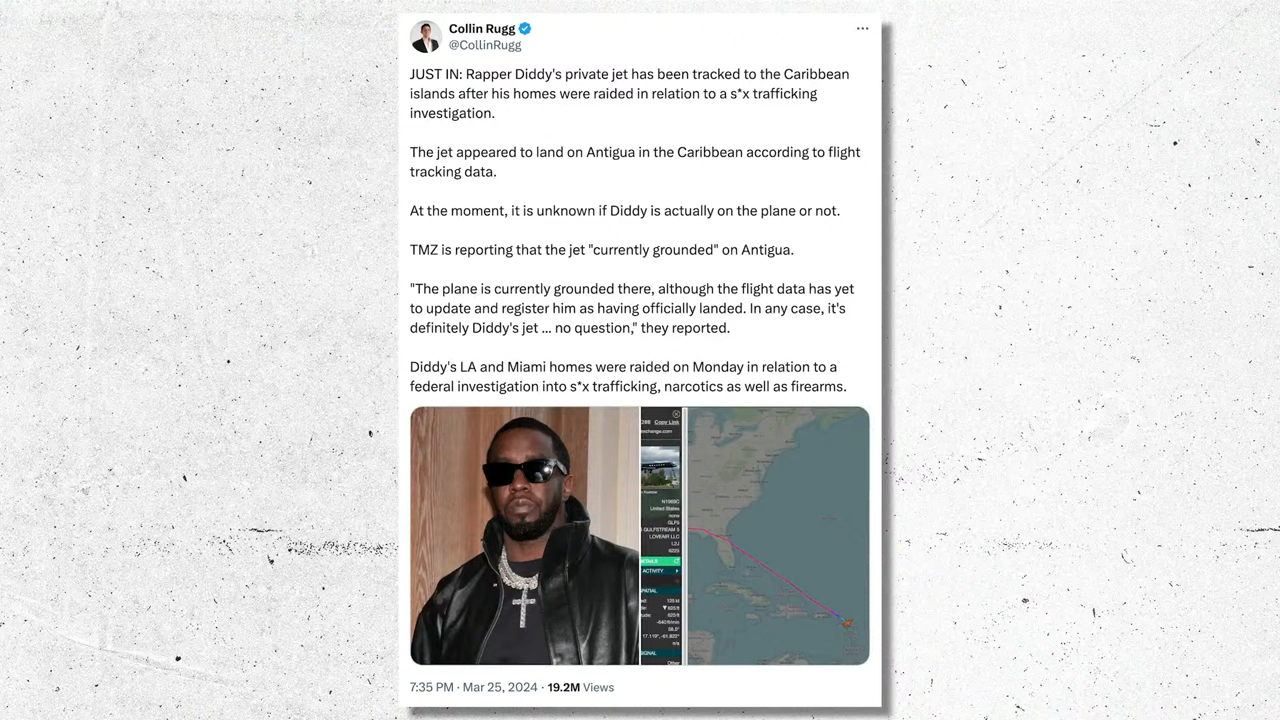 Collin Rugg
@CollinRugg
JUST IN: Rapper Diddy's private jet has been tracked to the Caribbean
islands after his homes were raided in relation to a s*x trafficking
investigation.
The jet appeared to land on Antigua in the Caribbean according to flight
tracking data.
At the moment, it is unknown if Diddy is actually on the plane or not.
TMZ is reporting that the jet "currently grounded" on Antigua.
"The plane is currently grounded there, although the flight data has yet
to update and register him as having officially landed. In any case, it's
definitely Diddy's jet ... no question," they reported.
Diddy's LA and Miami homes were raided on Monday in relation to a
federal investigation into s*x trafficking, narcotics as well as firearms.
Copy Link
N1969C
United States
none
GLF5
GULFSTREAM
LOVEAIR LLC
L2J
ACTIVITY
7:35 PM · Mar 25, 2024 · 19.2M Views